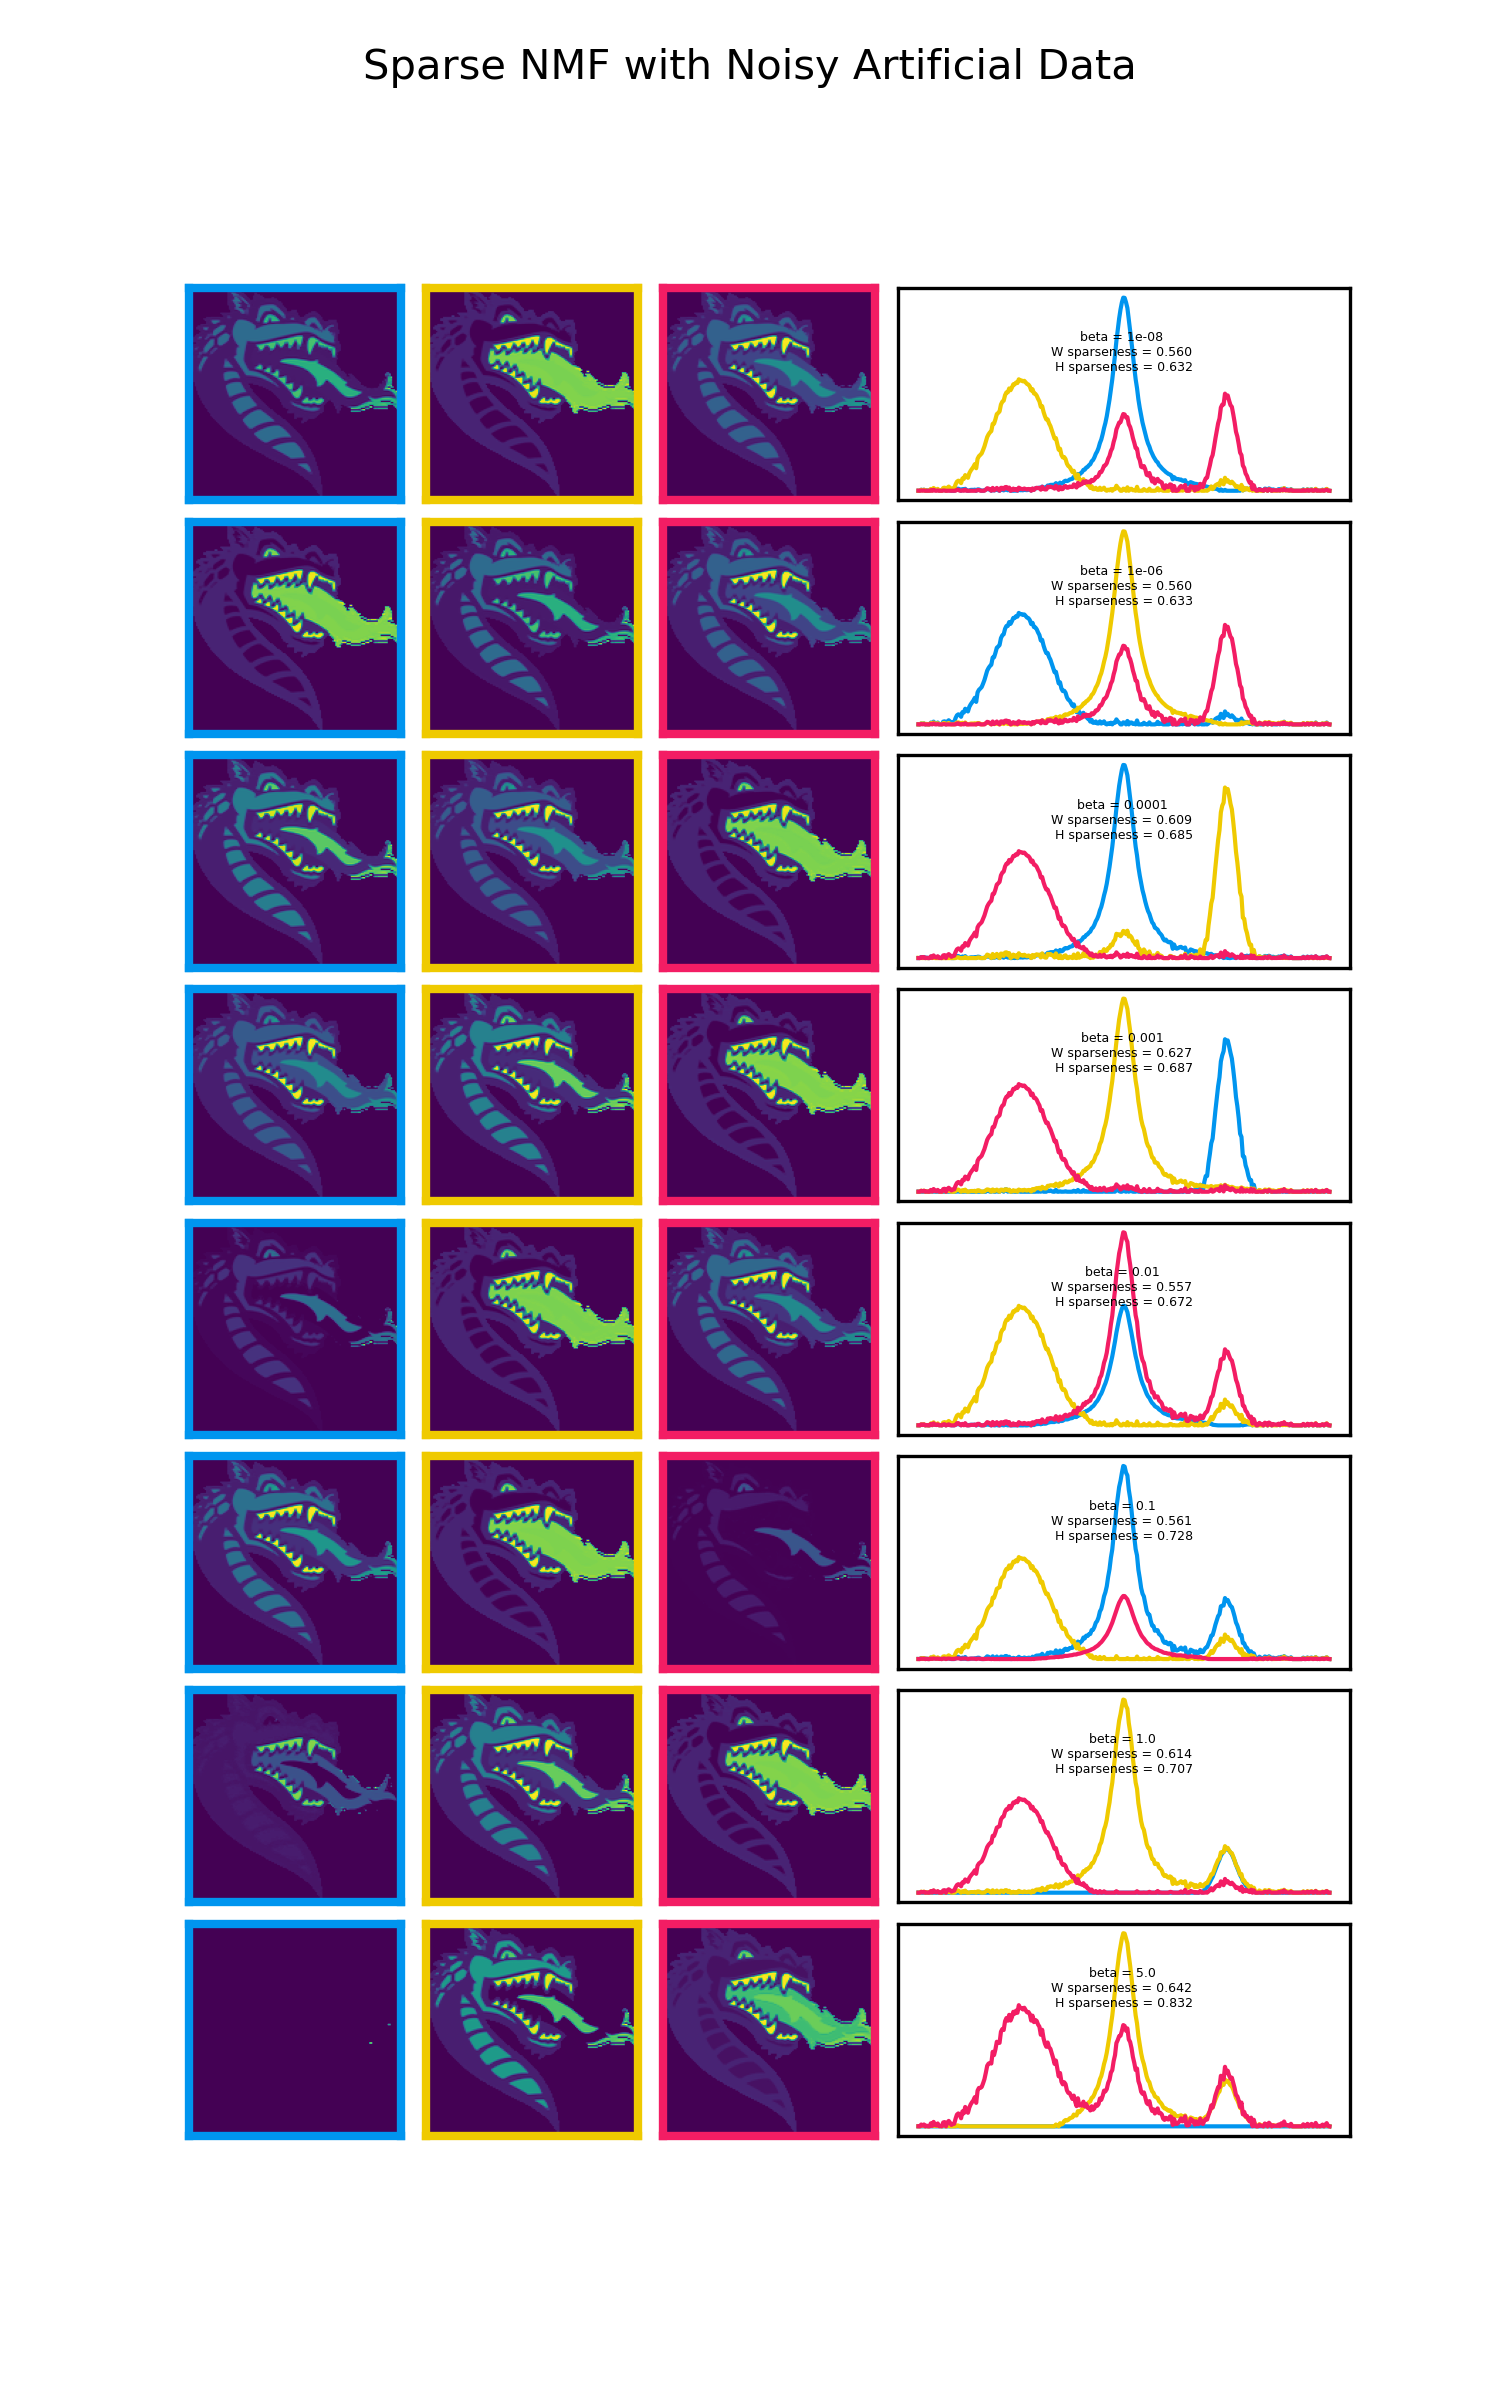 Sparse NMF with Noisy Artificial Data
beta = 1e-08
W sparseness = 0.560
H sparseness = 0.632
beta = 1e-06
W sparseness = 0.560
H sparseness = 0.633
beta = 0.0001
W sparseness = 0.609
H sparseness = 0.685
beta = 0.001
W sparseness = 0.627
H sparseness = 0.687
beta = 0.01
W sparseness = 0.557
H sparseness = 0.672
beta = 0.1
W sparseness = 0.561
H sparseness = 0.728
beta = 1.0
W sparseness = 0.614
H sparseness = 0.707
beta = 5.0
W sparseness = 0.642
H sparseness = 0.832